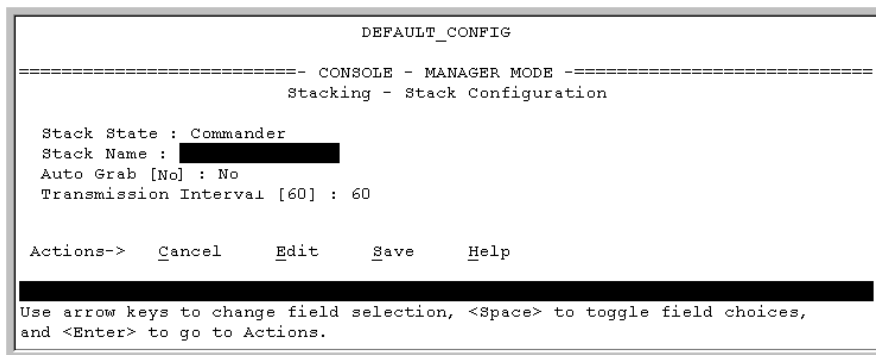 DEFAULT_CONFIG
==========================- CONSOLE - MANAGER MODE -============================
Stacking - Stack Configuration
Stack State : Commander
Stack Name :
Auto Grab [No] : No
Transmission Interval [60] : 60
Actions-> Cancel Edit Save Help
Use arrow keys to change field selection, <Space> to toggle field choices,
and <Enter> to go to Actions.